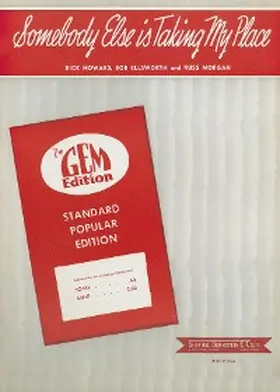 Somebody Else is Taking My Place
DICK HOWARD, BOB ELLSWORTH and RUSS MORGAN
The
GEM
Edition
STANDARD
POPULAR
EDITION